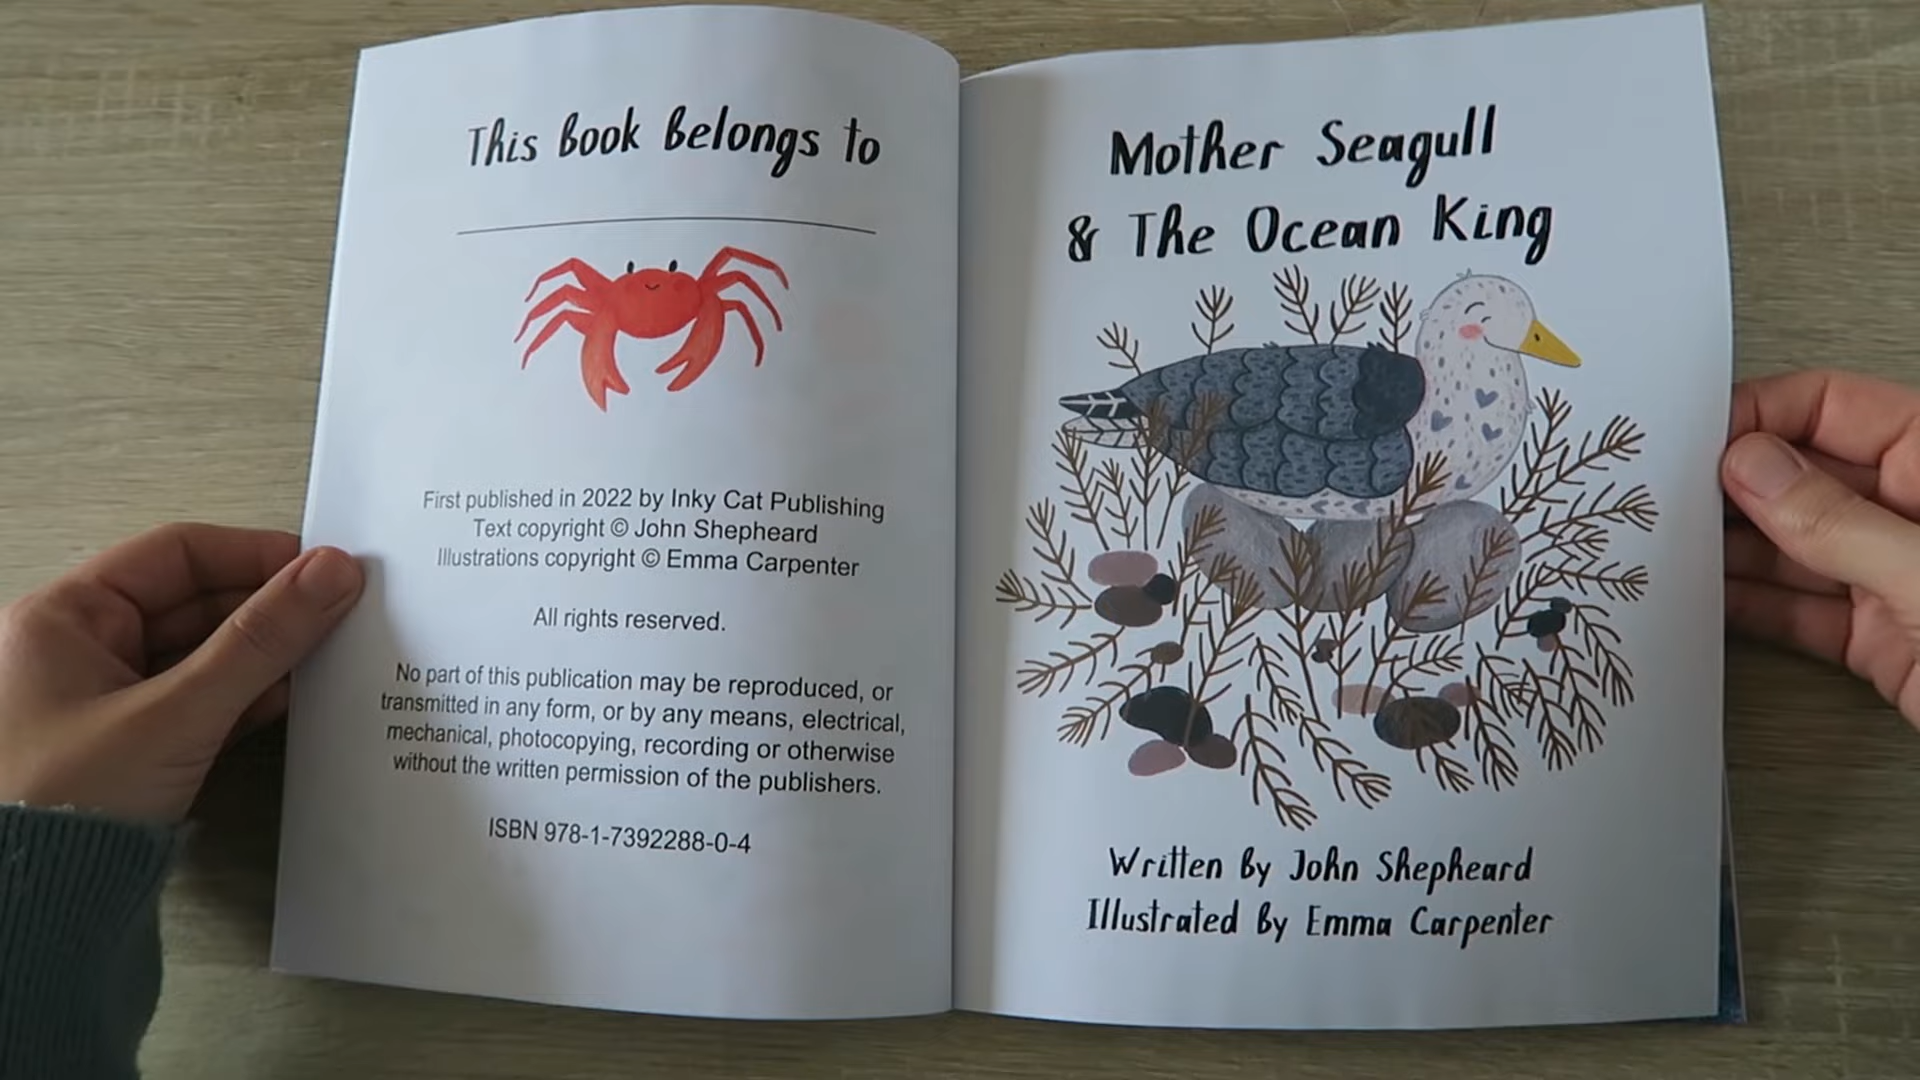 This Book Belongs to
First published in 2022 by Inky Cat Publishing
Text copyright © John Shepheard
Illustrations copyright © Emma Carpenter
All rights reserved.
No part of this publication may be reproduced, or
transmitted in any form, or by any means, electrical,
mechanical, photocopying, recording or otherwise
without the written permission of the publishers.
ISBN 978-1-7392288-0-4
Mother Seagull
& The Ocean King
Written by John Shepheard
Illustrated by Emma Carpenter